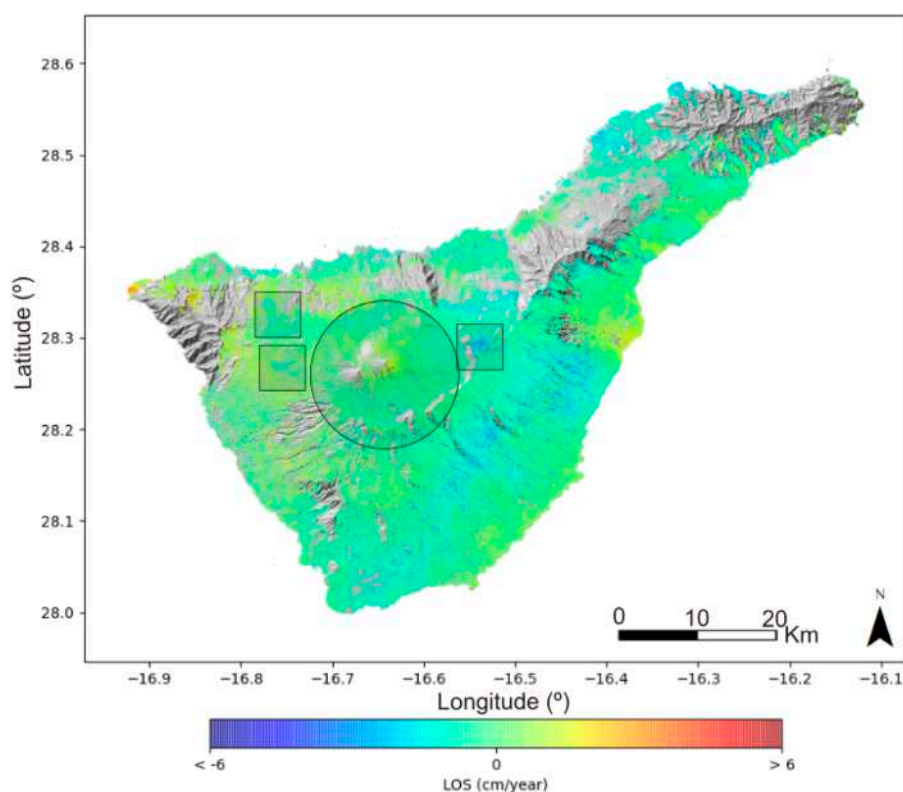 28.6
28.5
28.4
28.3
28.2
28.1
28.0
Latitude (º)
N
0 10 20
Km
−16.9 −16.8 −16.7 −16.6 −16.5 −16.4 −16.3 −16.2 −16.1
Longitude (º)
< -6 0 > 6
LOS (cm/year)